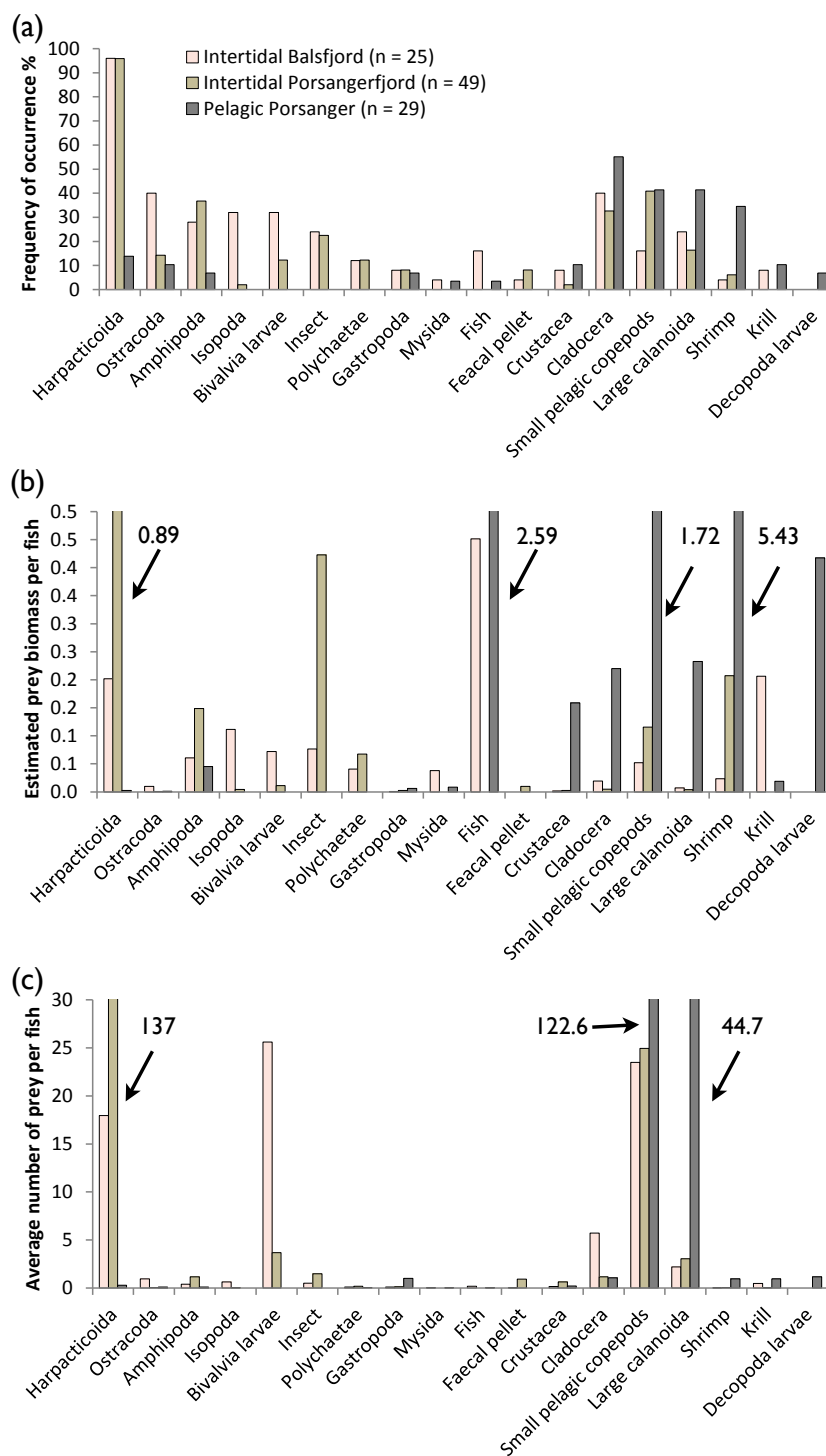 (a)
Frequency of occurrence %
100
90
80
70
60
50
40
30
20
10
0
Intertidal Balsfjord (n = 25)
Intertidal Porsangerfjord (n = 49)
Pelagic Porsanger (n = 29)
Harpacticoida
Ostracoda
Amphipoda
Isopoda
Bivalvia larvae
Insect
Polychaetae
Gastropoda
Mysida
Fish
Feacal pellet
Crustacea
Cladocera
Small pelagic copepods
Large calanoida
Shrimp
Krill
Decopoda larvae
(b)
Estimated prey biomass per fish
0.5
0.5
0.4
0.4
0.3
0.3
0.2
0.2
0.1
0.1
0.0
0.89
2.59
1.72
5.43
Harpacticoida
Ostracoda
Amphipoda
Isopoda
Bivalvia larvae
Insect
Polychaetae
Gastropoda
Mysida
Fish
Feacal pellet
Crustacea
Cladocera
Small pelagic copepods
Large calanoida
Shrimp
Krill
Decopoda larvae
(c)
Average number of prey per fish
30
25
20
15
10
5
0
137
122.6
44.7
Harpacticoida
Ostracoda
Amphipoda
Isopoda
Bivalvia larvae
Insect
Polychaetae
Gastropoda
Mysida
Fish
Faecal pellet
Crustacea
Cladocera
Small pelagic copepods
Large calanoida
Shrimp
Krill
Decopoda larvae